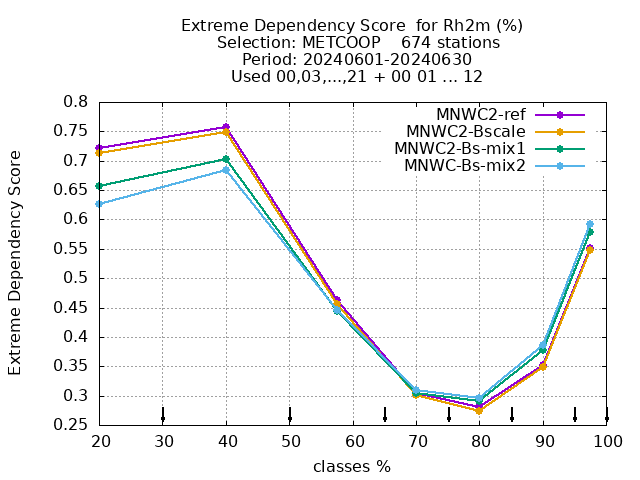 Extreme Dependency Score  for Rh2m (%)
Selection: METCOOP    674 stations
Period: 20240601-20240630
Used 00,03,...,21 + 00 01 ... 12
MNWC2-ref
MNWC2-Bscale
MNWC2-Bs-mix1
MNWC-Bs-mix2
Extreme Dependency Score
0.8
0.75
0.7
0.65
0.6
0.55
0.5
0.45
0.4
0.35
0.3
0.25
20 30 40 50 60 70 80 90 100
classes %